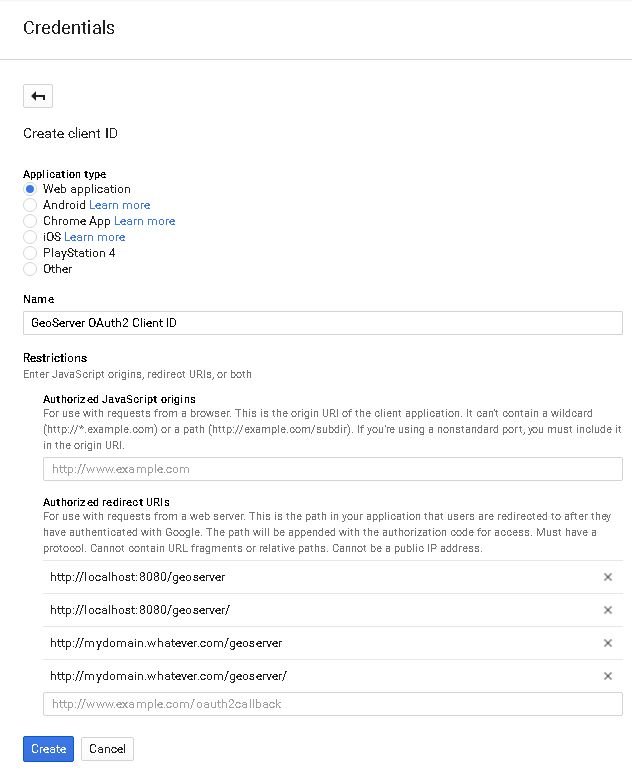 Credentials
Create client ID
Application type
Web application
Android Learn more
Chrome App Learn more
iOS Learn more
PlayStation 4
Other
Name
GeoServer OAuth2 Client ID
Restrictions
Enter JavaScript origins, redirect URIs, or both
Authorized JavaScript origins
For use with requests from a browser. This is the origin URI of the client application. It can't contain a wildcard
(http://*.example.com) or a path (http://example.com/subdir). If you're using a nonstandard port, you must include it
in the origin URI.
http://www.example.com
Authorized redirect URIs
For use with requests from a web server. This is the path in your application that users are redirected to after they
have authenticated with Google. The path will be appended with the authorization code for access. Must have a
protocol. Cannot contain URL fragments or relative paths. Cannot be a public IP address.
http://localhost:8080/geoserver
http://localhost:8080/geoserver/
http://mydomain.whatever.com/geoserver
http://mydomain.whatever.com/geoserver/
http://www.example.com/oauth2callback
Create Cancel